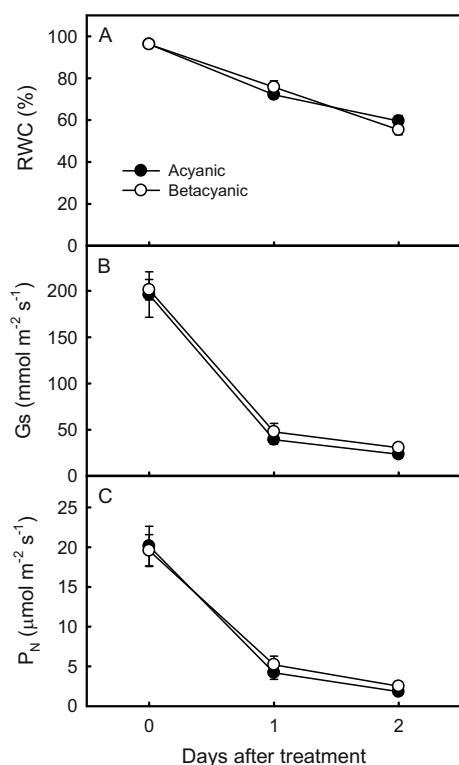 A
100
80
60
40
20
0
RWC (%)
Acyanic
Betacyanic
B
200
150
100
50
0
Gs (mmol m⁻² s⁻¹)
C
25
20
15
10
5
0
P_N (μmol m⁻² s⁻¹)
0 1 2
Days after treatment